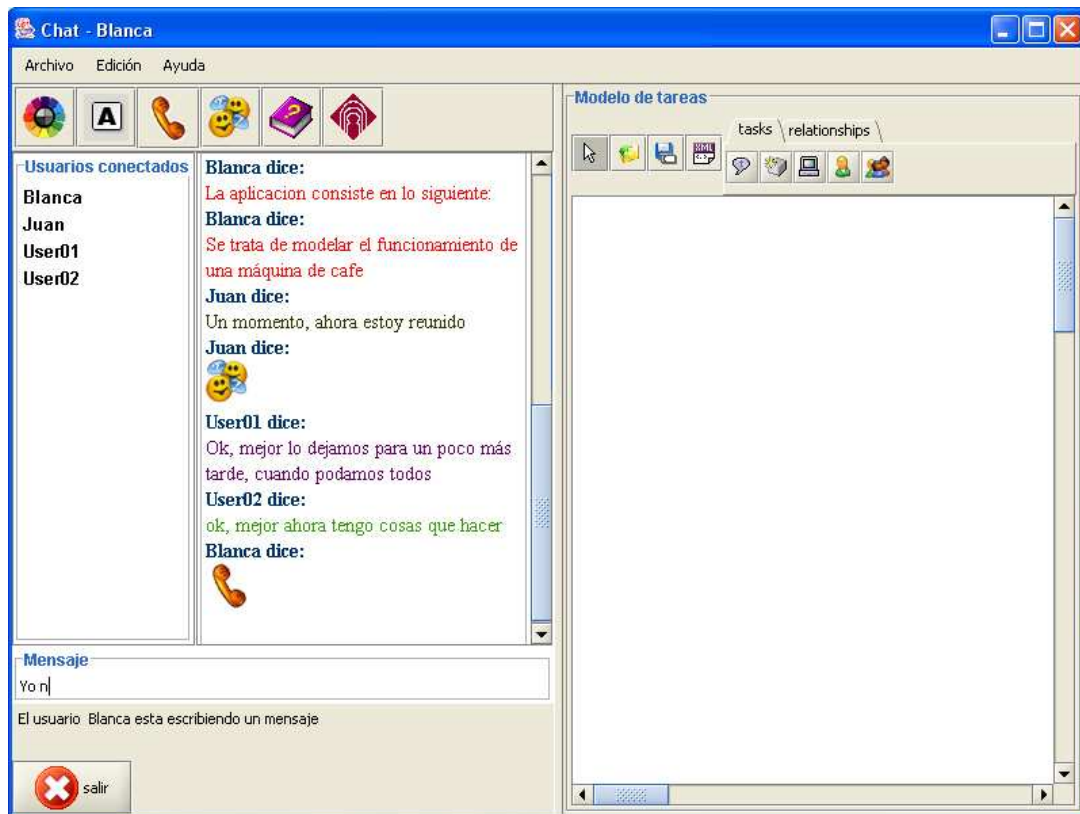 Chat - Blanca
Archivo Edición Ayuda
A
Usuarios conectados
Blanca
Juan
User01
User02
Blanca dice:
La aplicacion consiste en lo siguiente:
Blanca dice:
Se trata de modelar el funcionamiento de
una máquina de cafe
Juan dice:
Un momento, ahora estoy reunido
Juan dice:
User01 dice:
Ok, mejor lo dejamos para un poco más
tarde, cuando podamos todos
User02 dice:
ok, mejor ahora tengo cosas que hacer
Blanca dice:
Mensaje
Yo n
El usuario Blanca esta escribiendo un mensaje
salir
Modelo de tareas
tasks relationships
XML